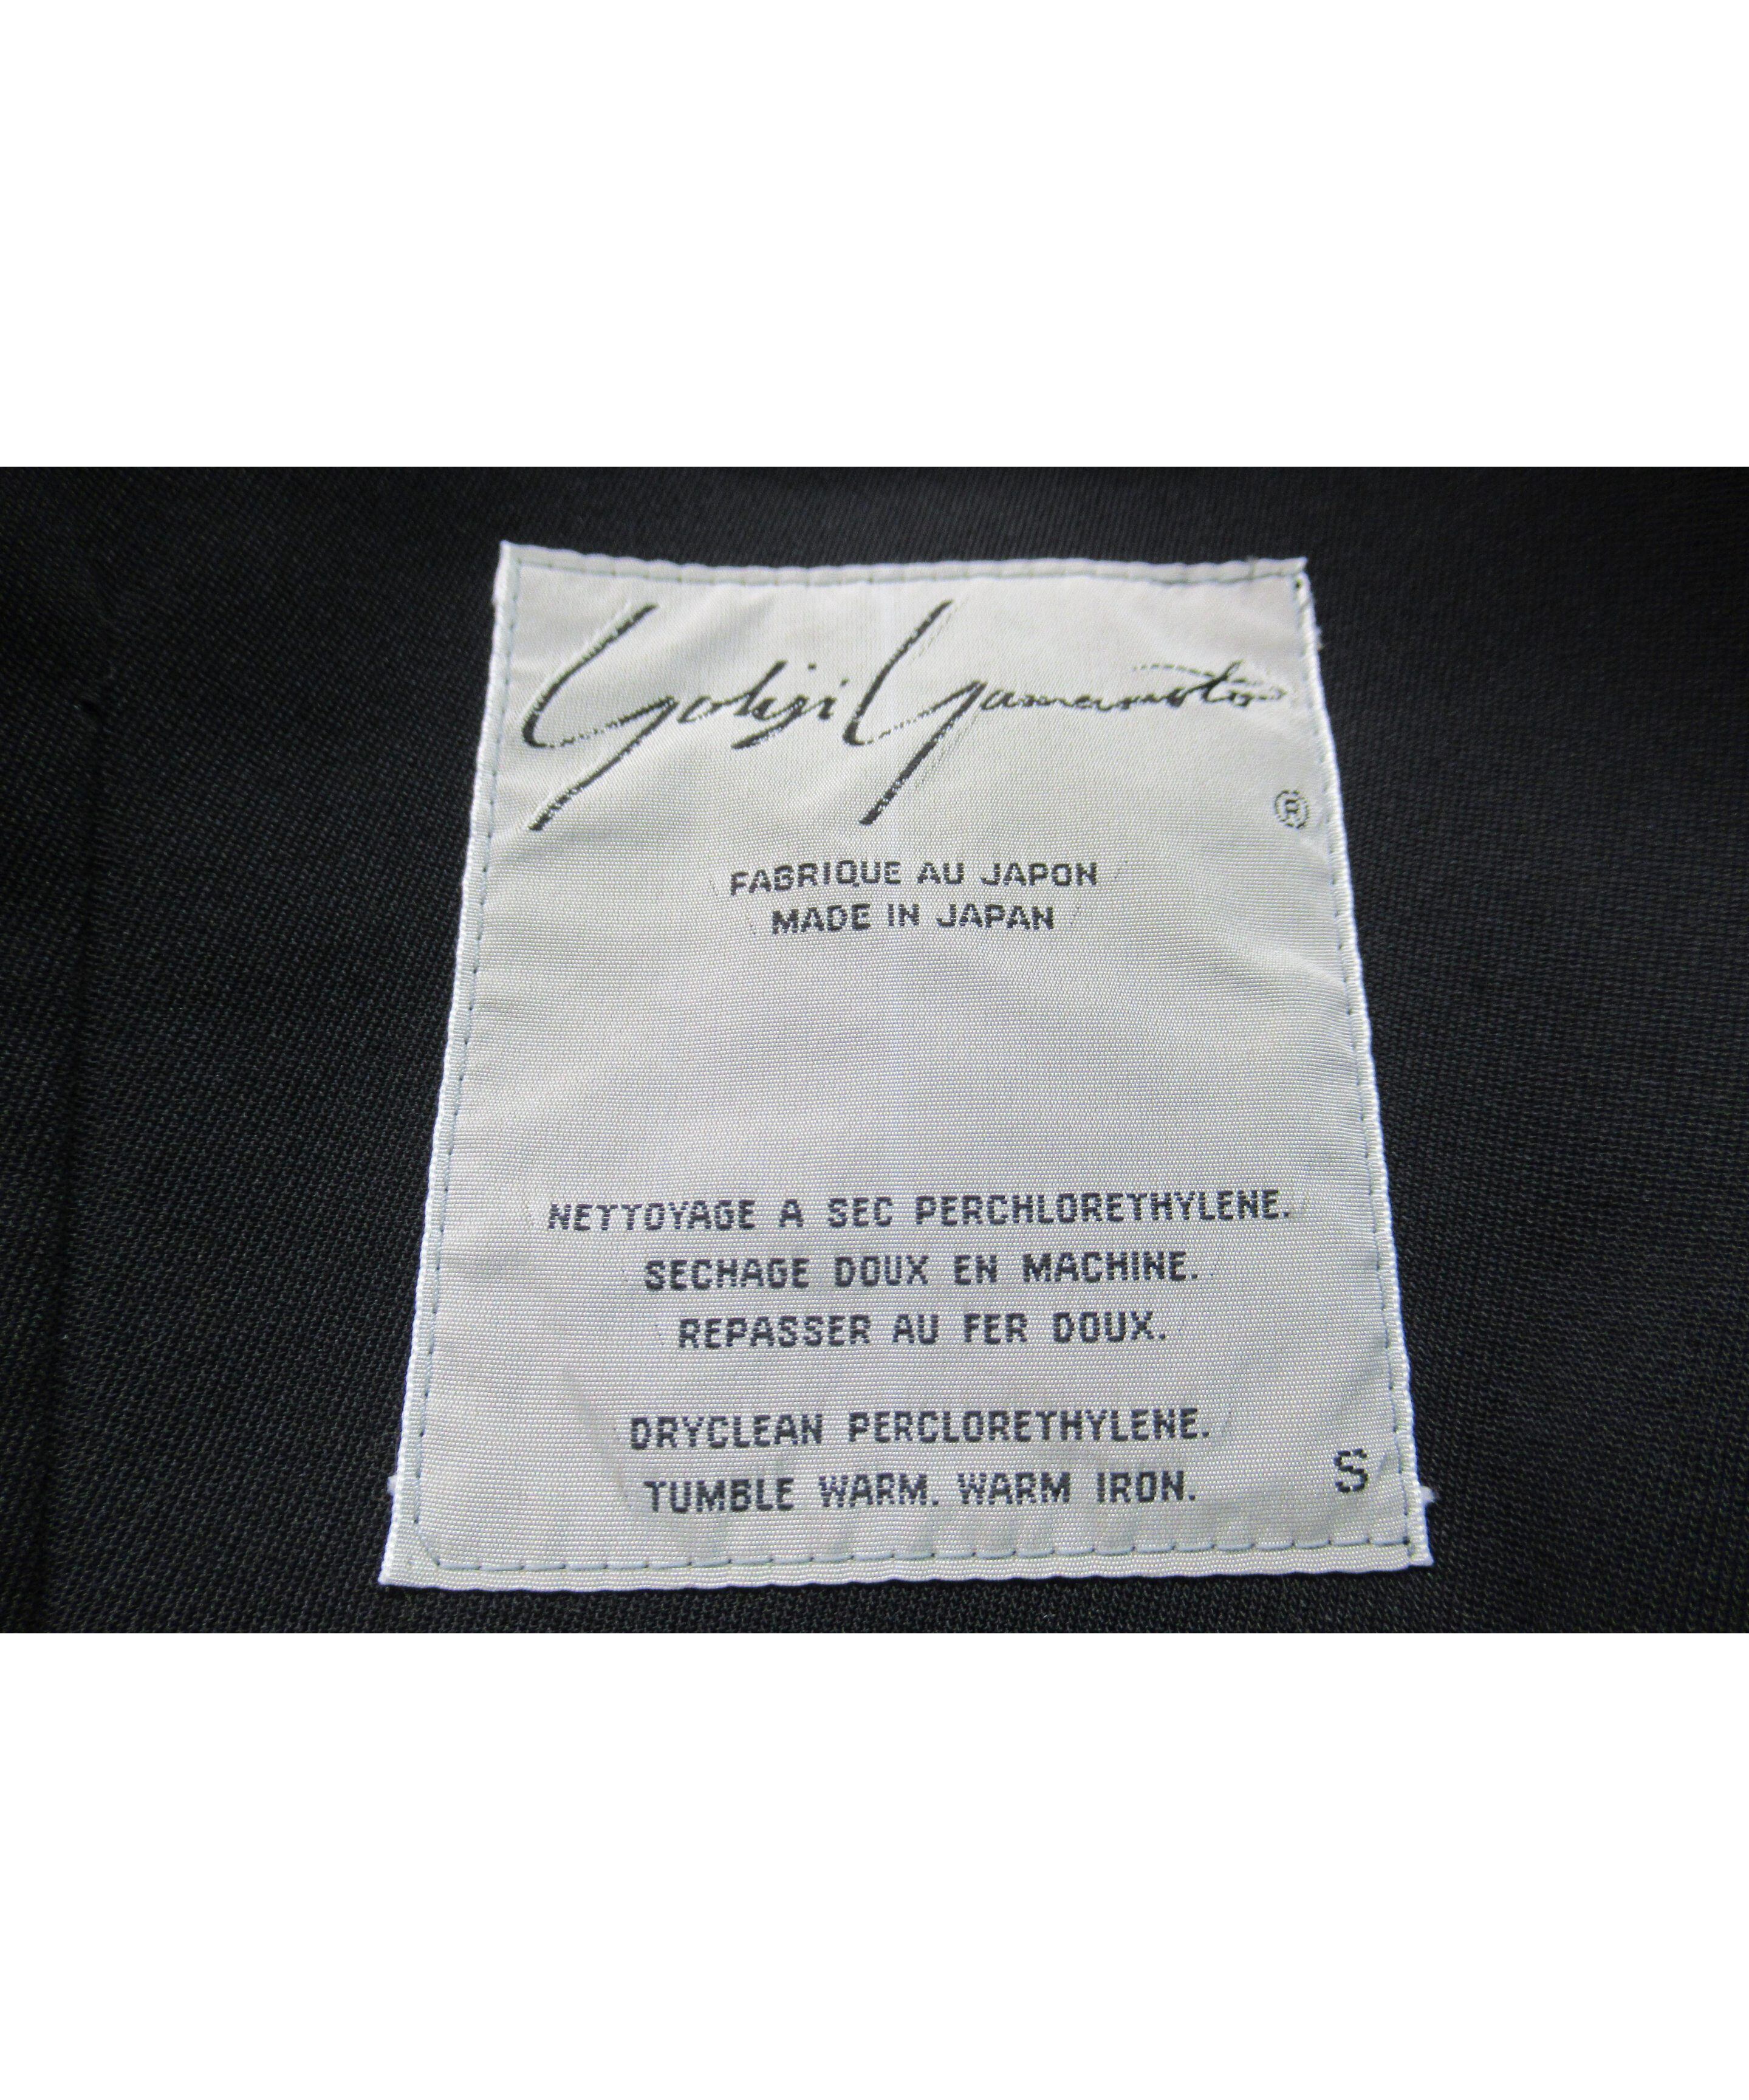 Yohji Yamamoto
®
FABRIQUE AU JAPON
MADE IN JAPAN
NETTOYAGE A SEC PERCHLORETHYLENE.
SECHAGE DOUX EN MACHINE.
REPASSER AU FER DOUX.
DRYCLEAN PERCLORETHYLENE.
TUMBLE WARM. WARM IRON.
S